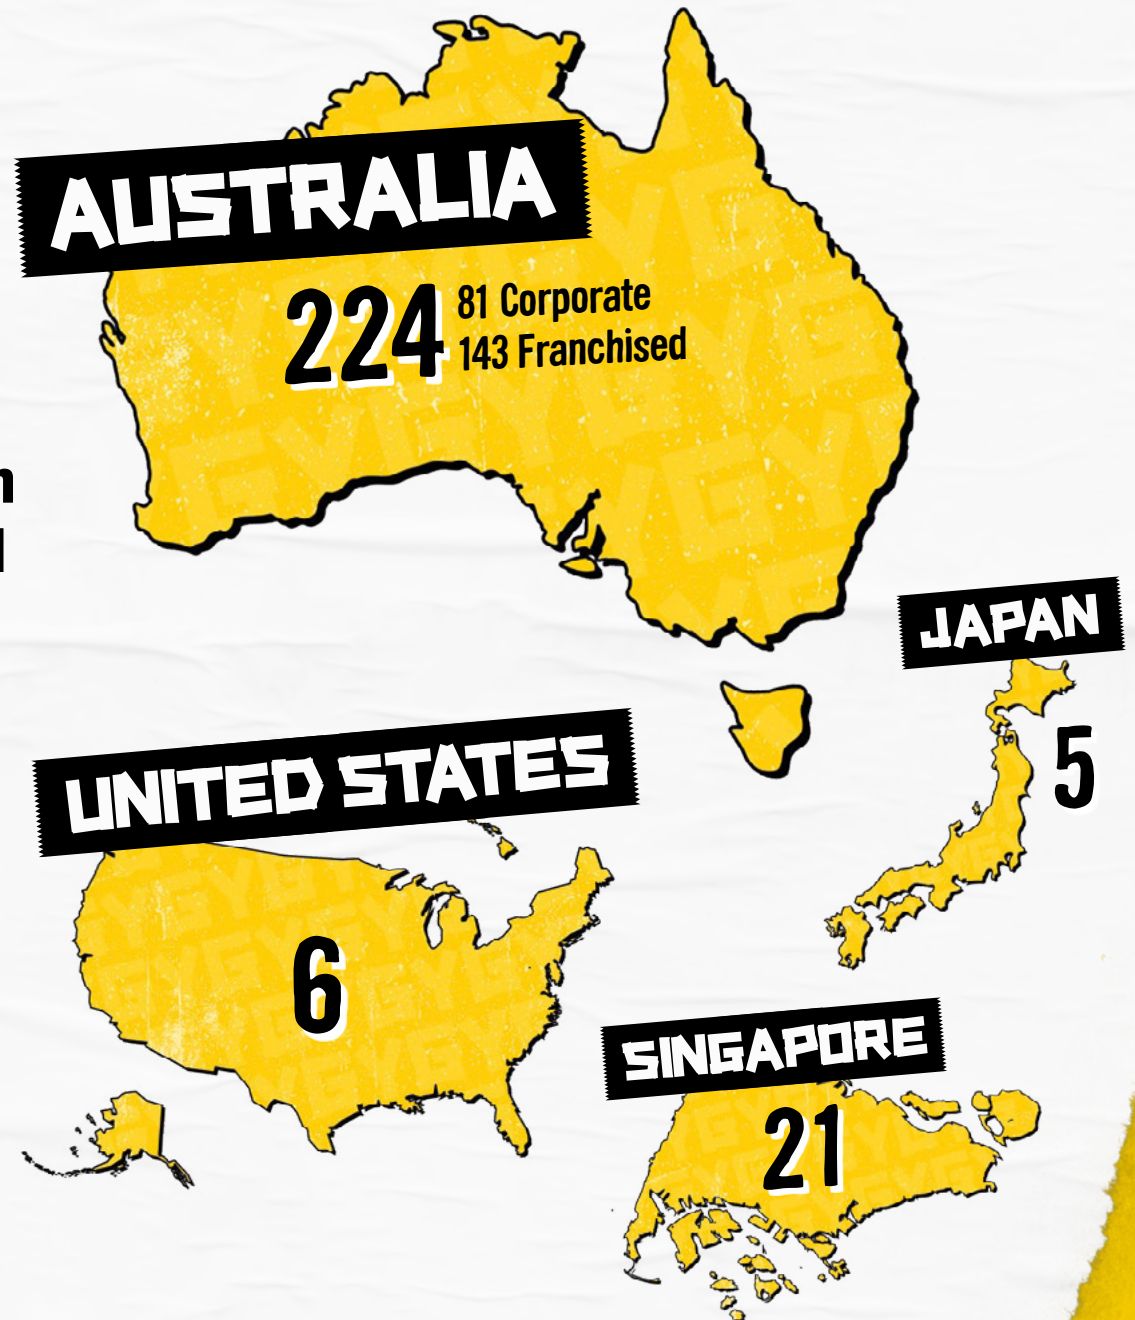 AUSTRALIA
224
81 Corporate
143 Franchised
JAPAN
5
UNITED STATES
6
SINGAPORE
21